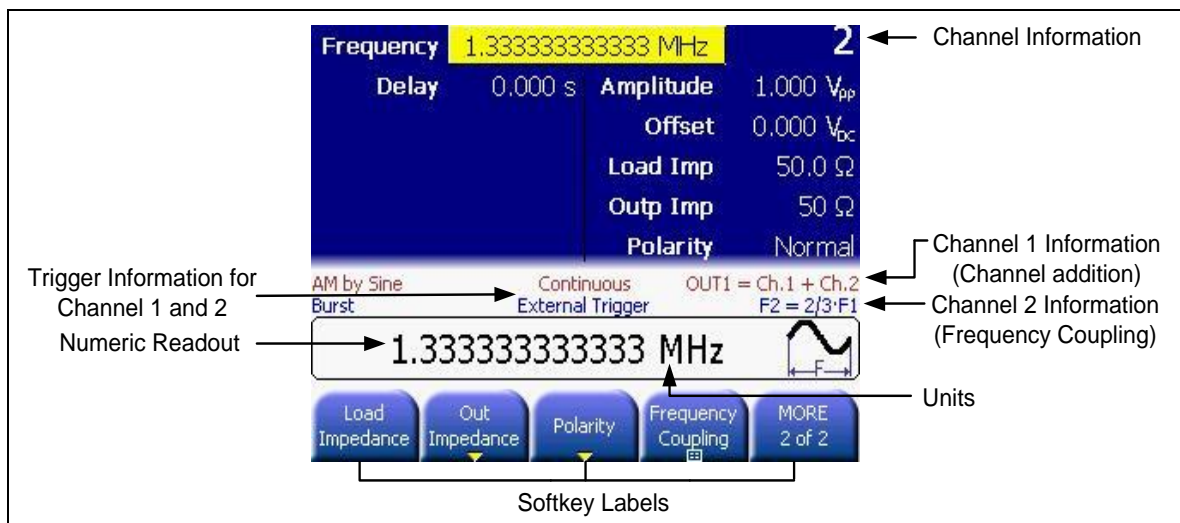 Frequency 1.333333333333 MHz 2
Channel Information
Delay 0.000 s Amplitude 1.000 Vpp
Offset 0.000 VDC
Load Imp 50.0 Ω
Outp Imp 50 Ω
Polarity Normal
Channel 1 Information
(Channel addition)
Trigger Information for
Channel 1 and 2
AM by Sine Continuous OUT1 = Ch.1 + Ch.2
Burst External Trigger F2 = 2/3·F1
Channel 2 Information
(Frequency Coupling)
Numeric Readout
1.333333333333 MHz
F
Units
Load
Impedance
Out
Impedance
Polarity
Frequency
Coupling
MORE
2 of 2
Softkey Labels